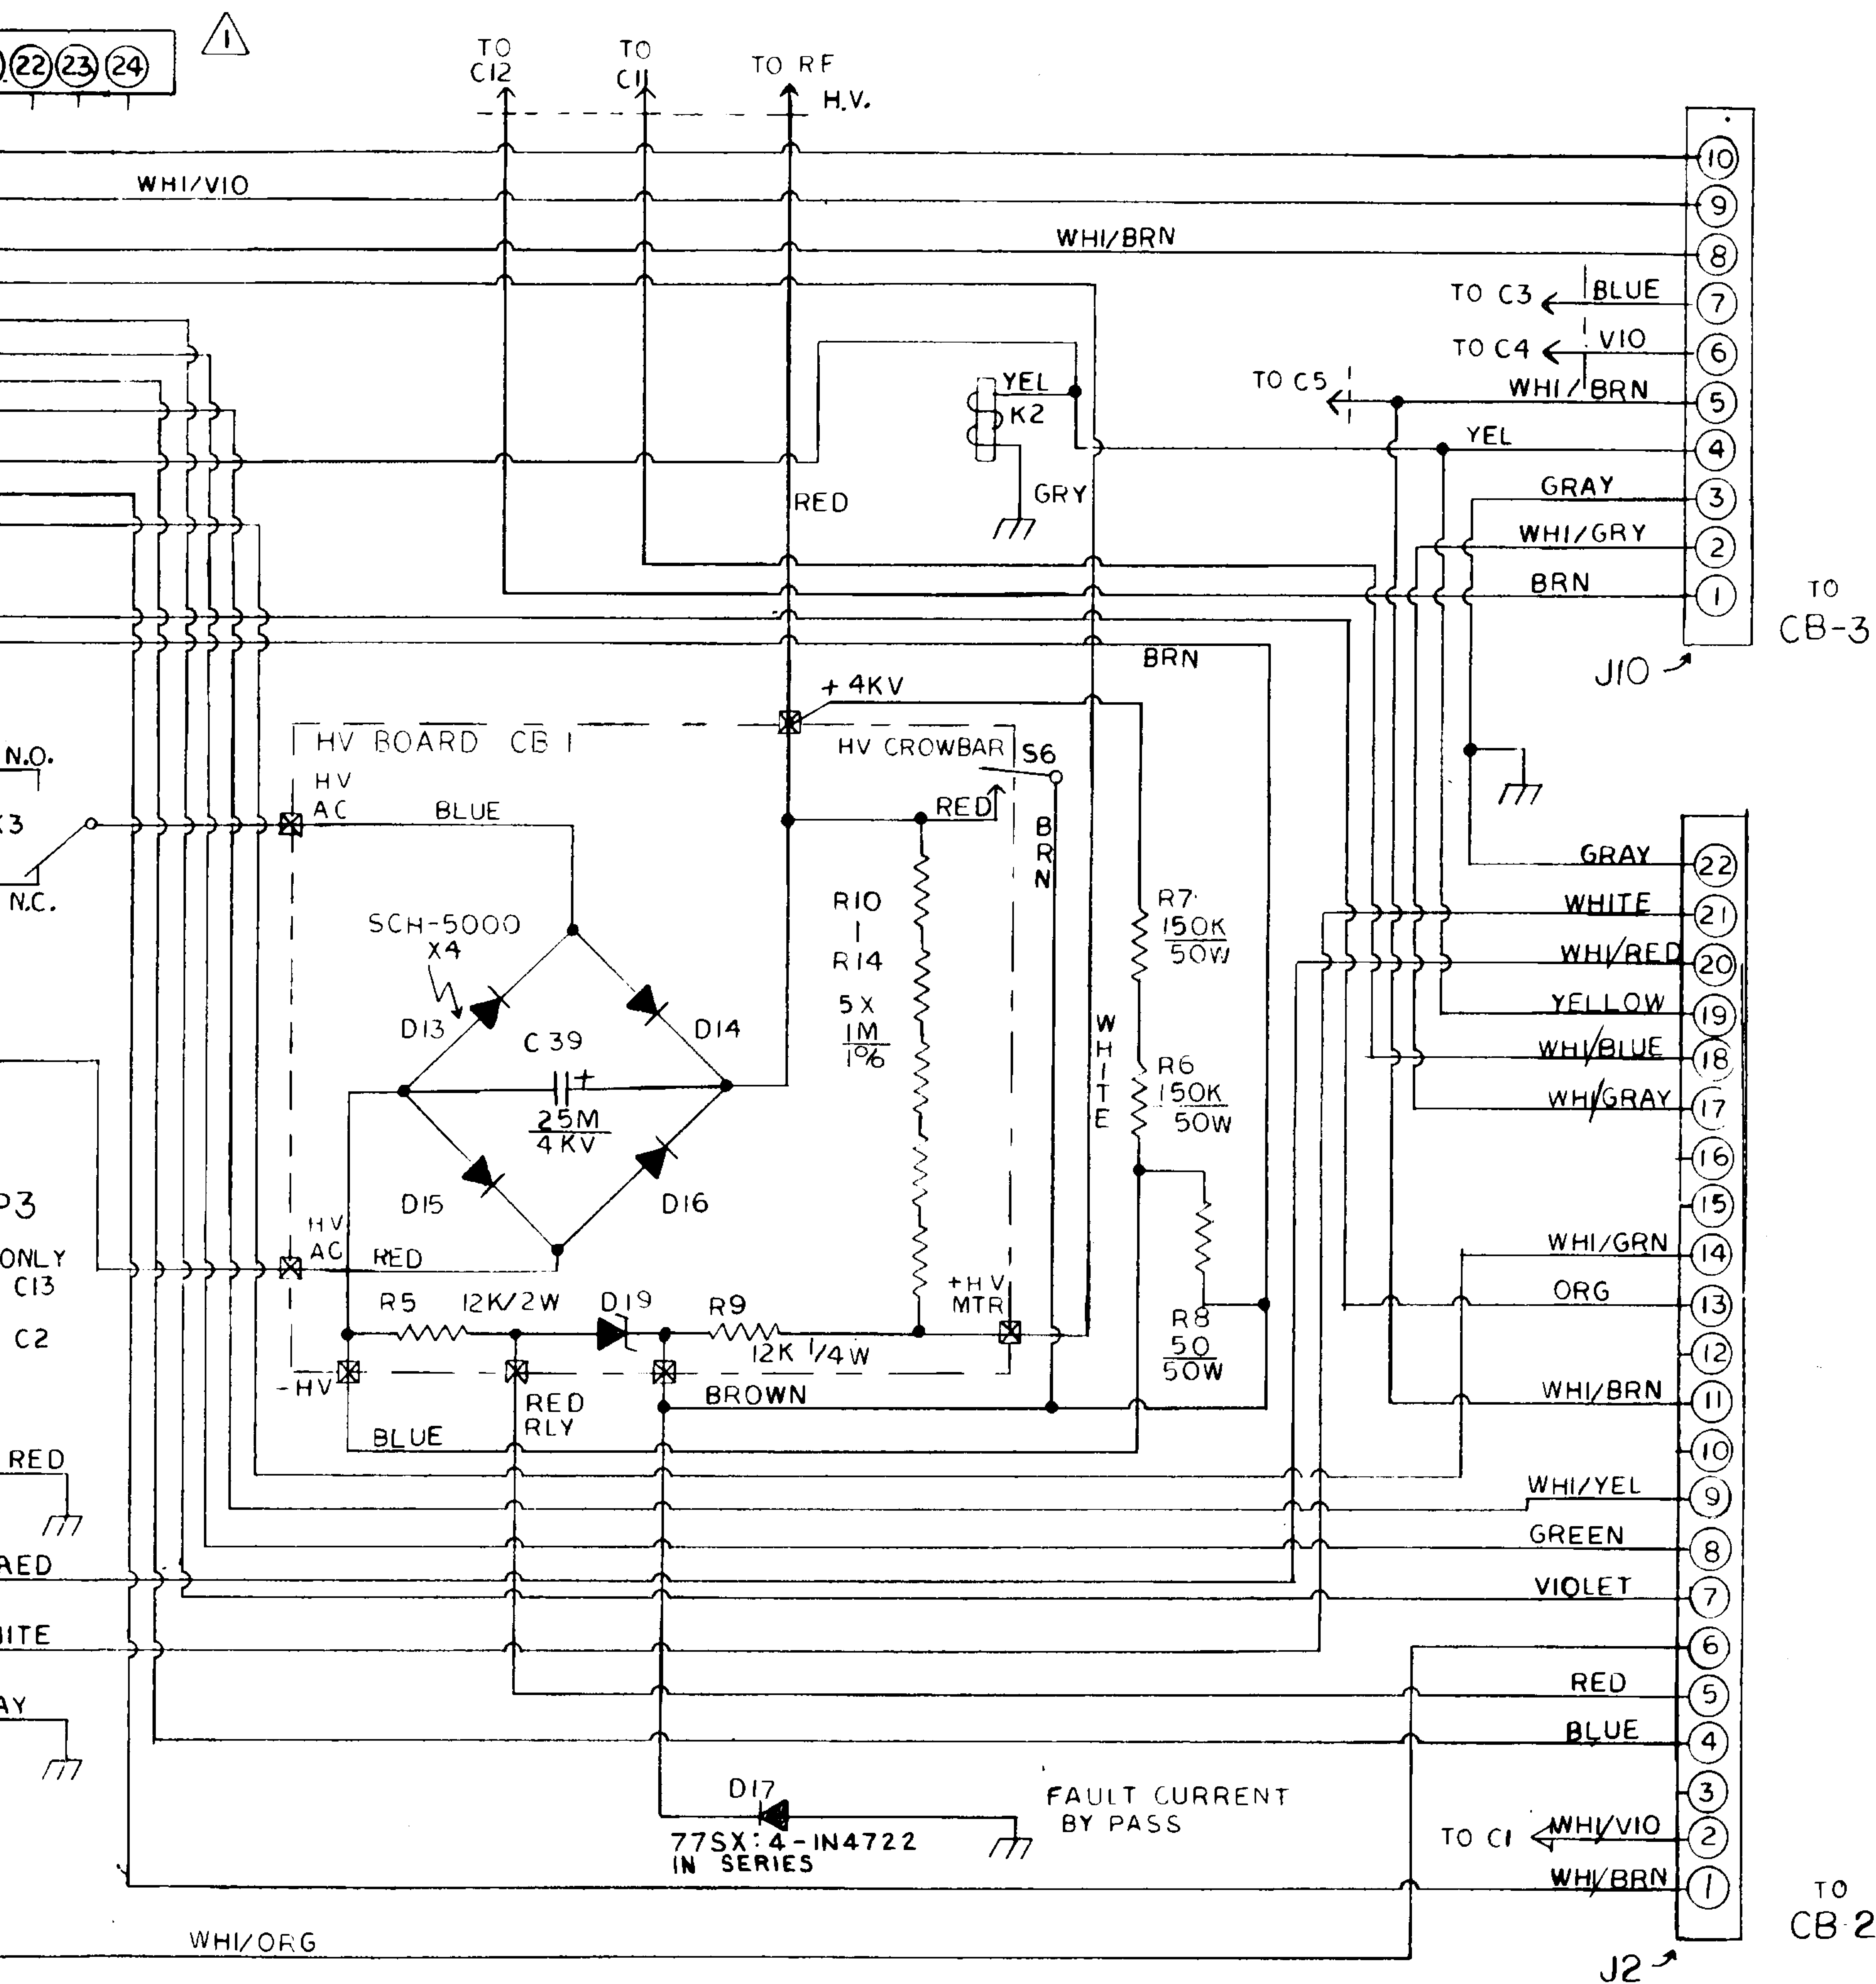 1
22 23 24
TO
C12
TO
C11
TO RF
H.V.
WHI/VIO
WHI/BRN
10
9
8
TO C3
BLUE
7
TO C4
VIO
6
TO C5
WHI/BRN
5
YEL
4
YEL
K2
GRY
RED
GRAY
3
WHI/GRY
2
BRN
1
TO
CB-3
J10
BRN
+4KV
HV BOARD CB1
HV CROWBAR
S6
N.O.
HV
AC
BLUE
RED
BRN
N.C.
SCH-5000
X4
D13
D14
C39
+
25M
4KV
D15
D16
R10
R14
5X
1M
1%
WHITE
R7
150K
50W
R6
150K
50W
R8
50
50W
P3
ONLY
C13
C2
HV
AC
RED
R5
12K/2W
D19
R9
12K 1/4W
+HV
MTR
-HV
RED
RLY
BROWN
BLUE
RED
GRAY
22
WHITE
21
WHI/RED
20
YELLOW
19
WHI/BLUE
18
WHI/GRAY
17
16
15
WHI/GRN
14
ORG
13
12
WHI/BRN
11
10
WHI/YEL
9
GREEN
8
VIOLET
7
6
RED
5
BLUE
4
3
TO C1
WHI/VIO
2
WHI/BRN
1
D17
77SX:4-IN4722
IN SERIES
FAULT CURRENT
BY PASS
WHI/ORG
TO
CB-2
J2